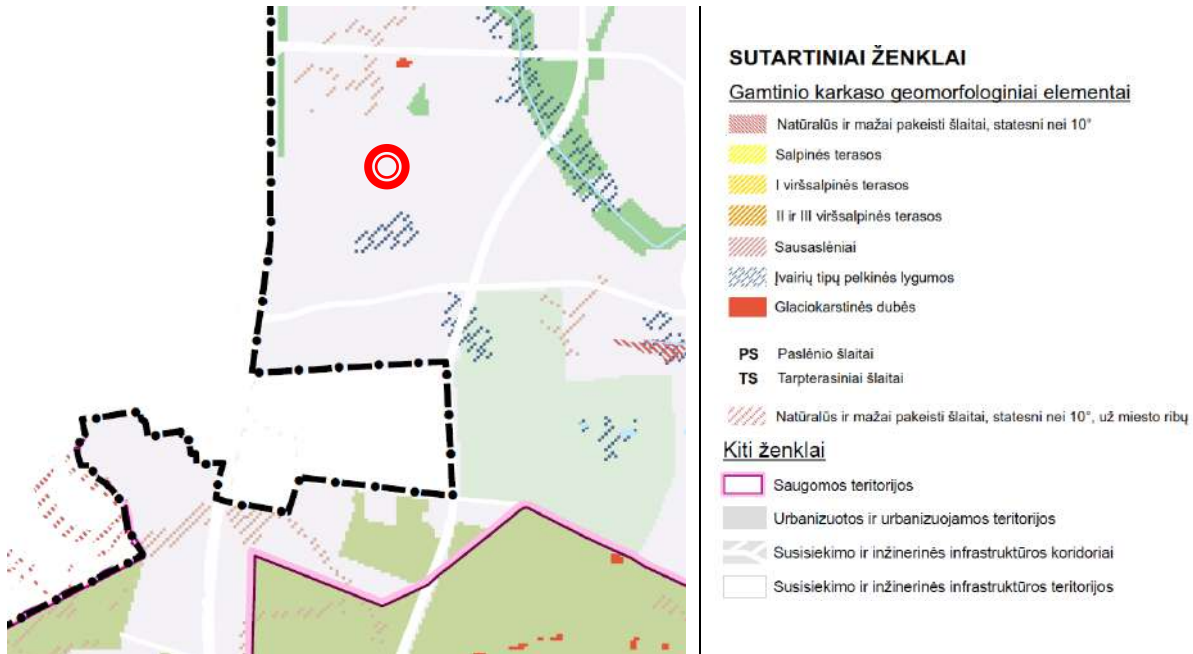 SUTARTINIAI ŽENKLAI
Gamtinio karkaso geomorfologiniai elementai
Natūralūs ir mažai pakeisti šlaitai, statesni nei 10°
Salpinės terasos
I viršsalpinės terasos
II ir III viršsalpinės terasos
Sausaslėniai
Įvairių tipų pelkinės lygumos
Glaciokarstinės dubės
PS Paslėnio šlaitai
TS Tarpterasiniai šlaitai
Natūralūs ir mažai pakeisti šlaitai, statesni nei 10°, už miesto ribų
Kiti ženklai
Saugomos teritorijos
Urbanizuotos ir urbanizuojamos teritorijos
Susisiekimo ir inžinerinės infrastruktūros koridoriai
Susisiekimo ir inžinerinės infrastruktūros teritorijos